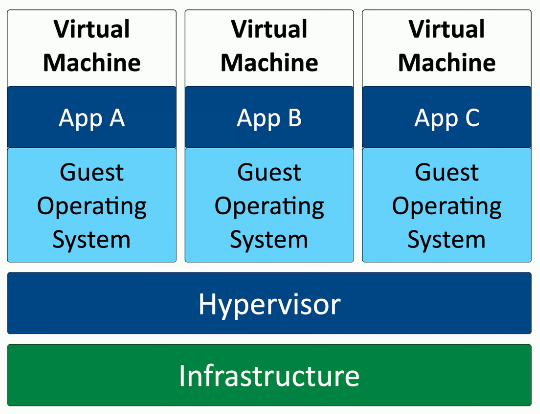 Virtual
Machine
App A
Guest
Operating
System
Virtual
Machine
App B
Guest
Operating
System
Virtual
Machine
App C
Guest
Operating
System
Hypervisor
Infrastructure